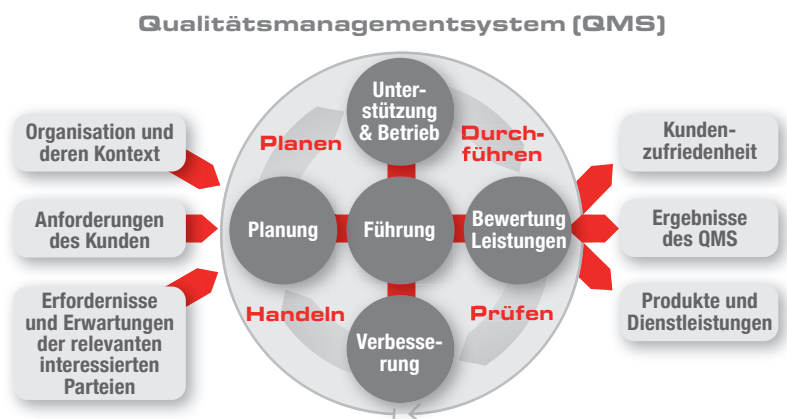 Qualitätsmanagementsystem (QMS)
Organisation und
deren Kontext
Anforderungen
des Kunden
Erfordernisse
und Erwartungen
der relevanten
interessierten
Parteien
Planen
Unter-
stützung
& Betrieb
Durch-
führen
Planung
Führung
Bewertung
Leistungen
Handeln
Verbesse-
rung
Prüfen
Kunden-
zufriedenheit
Ergebnisse
des QMS
Produkte und
Dienstleistungen